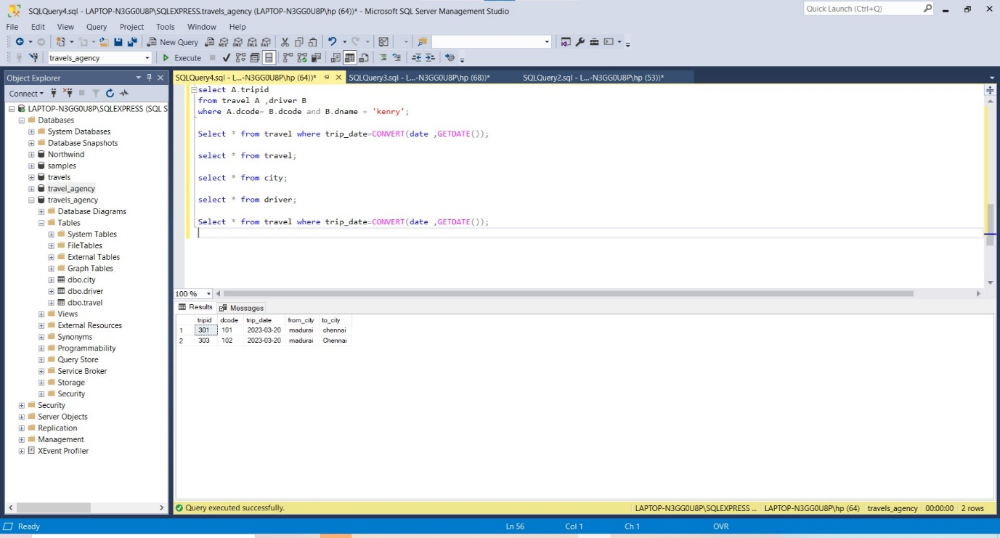 SQLQuery4.sql - LAPTOP-N3GG0U8P\SQLEXPRESS.travels_agency (LAPTOP-N3GG0U8P\hp (64))* - Microsoft SQL Server Management Studio
Quick Launch (Ctrl+Q)
File Edit View Query Project Tools Window Help
New Query
travels_agency Execute
Object Explorer
Connect
LAPTOP-N3GG0U8P\SQLEXPRESS (SQL S
Databases
System Databases
Database Snapshots
Northwind
samples
travels
travel_agency
travels_agency
Database Diagrams
Tables
System Tables
FileTables
External Tables
Graph Tables
dbo.city
dbo.driver
dbo.travel
Views
External Resources
Synonyms
Programmability
Query Store
Service Broker
Storage
Security
Security
Server Objects
Replication
Management
XEvent Profiler
SQLQuery4.sql - L...-N3GG0U8P\hp (64))* SQLQuery3.sql - L...-N3GG0U8P\hp (68))* SQLQuery2.sql - L...-N3GG0U8P\hp (53))*
select A.tripid
from travel A ,driver B
where A.dcode= B.dcode and B.dname = 'kenry';
Select * from travel where trip_date=CONVERT(date ,GETDATE());
select * from travel;
select * from city;
select * from driver;
Select * from travel where trip_date=CONVERT(date ,GETDATE());
100 %
Results Messages
tripid dcode trip_date from_city to_city
1 301 101 2023-03-20 madurai chennai
2 303 102 2023-03-20 madurai Chennai
Query executed successfully. LAPTOP-N3GG0U8P\SQLEXPRESS ... LAPTOP-N3GG0U8P\hp (64) travels_agency 00:00:00 2 rows
Ready Ln 56 Col 1 Ch 1 OVR